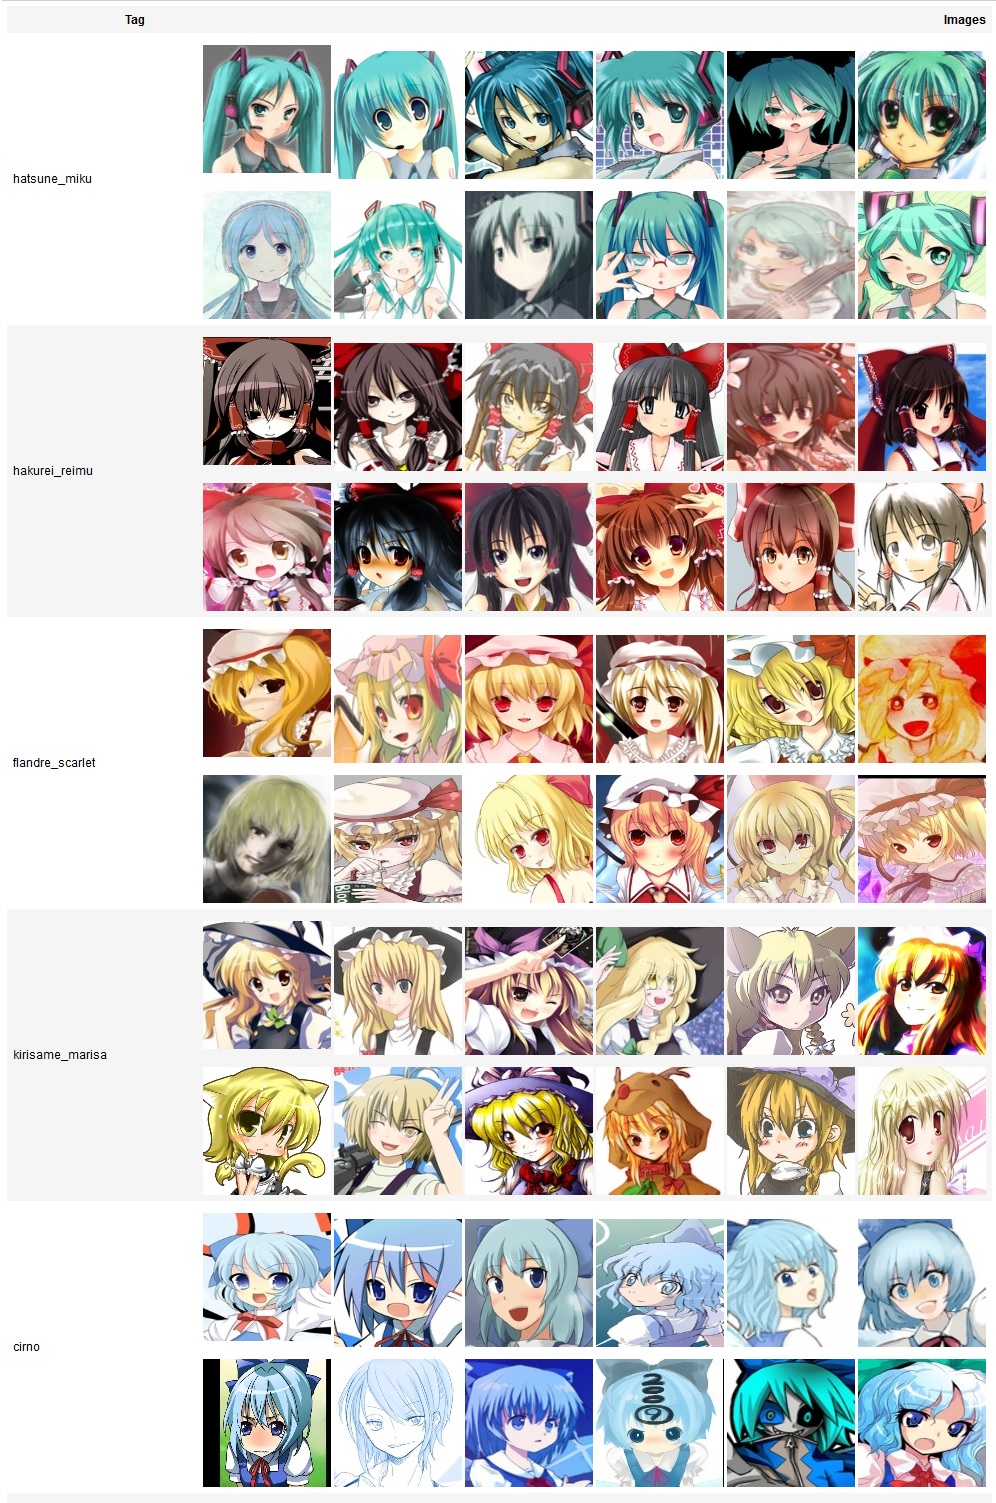 Tag Images
hatsune_miku
hakurei_reimu
flandre_scarlet
kirisame_marisa
cirno